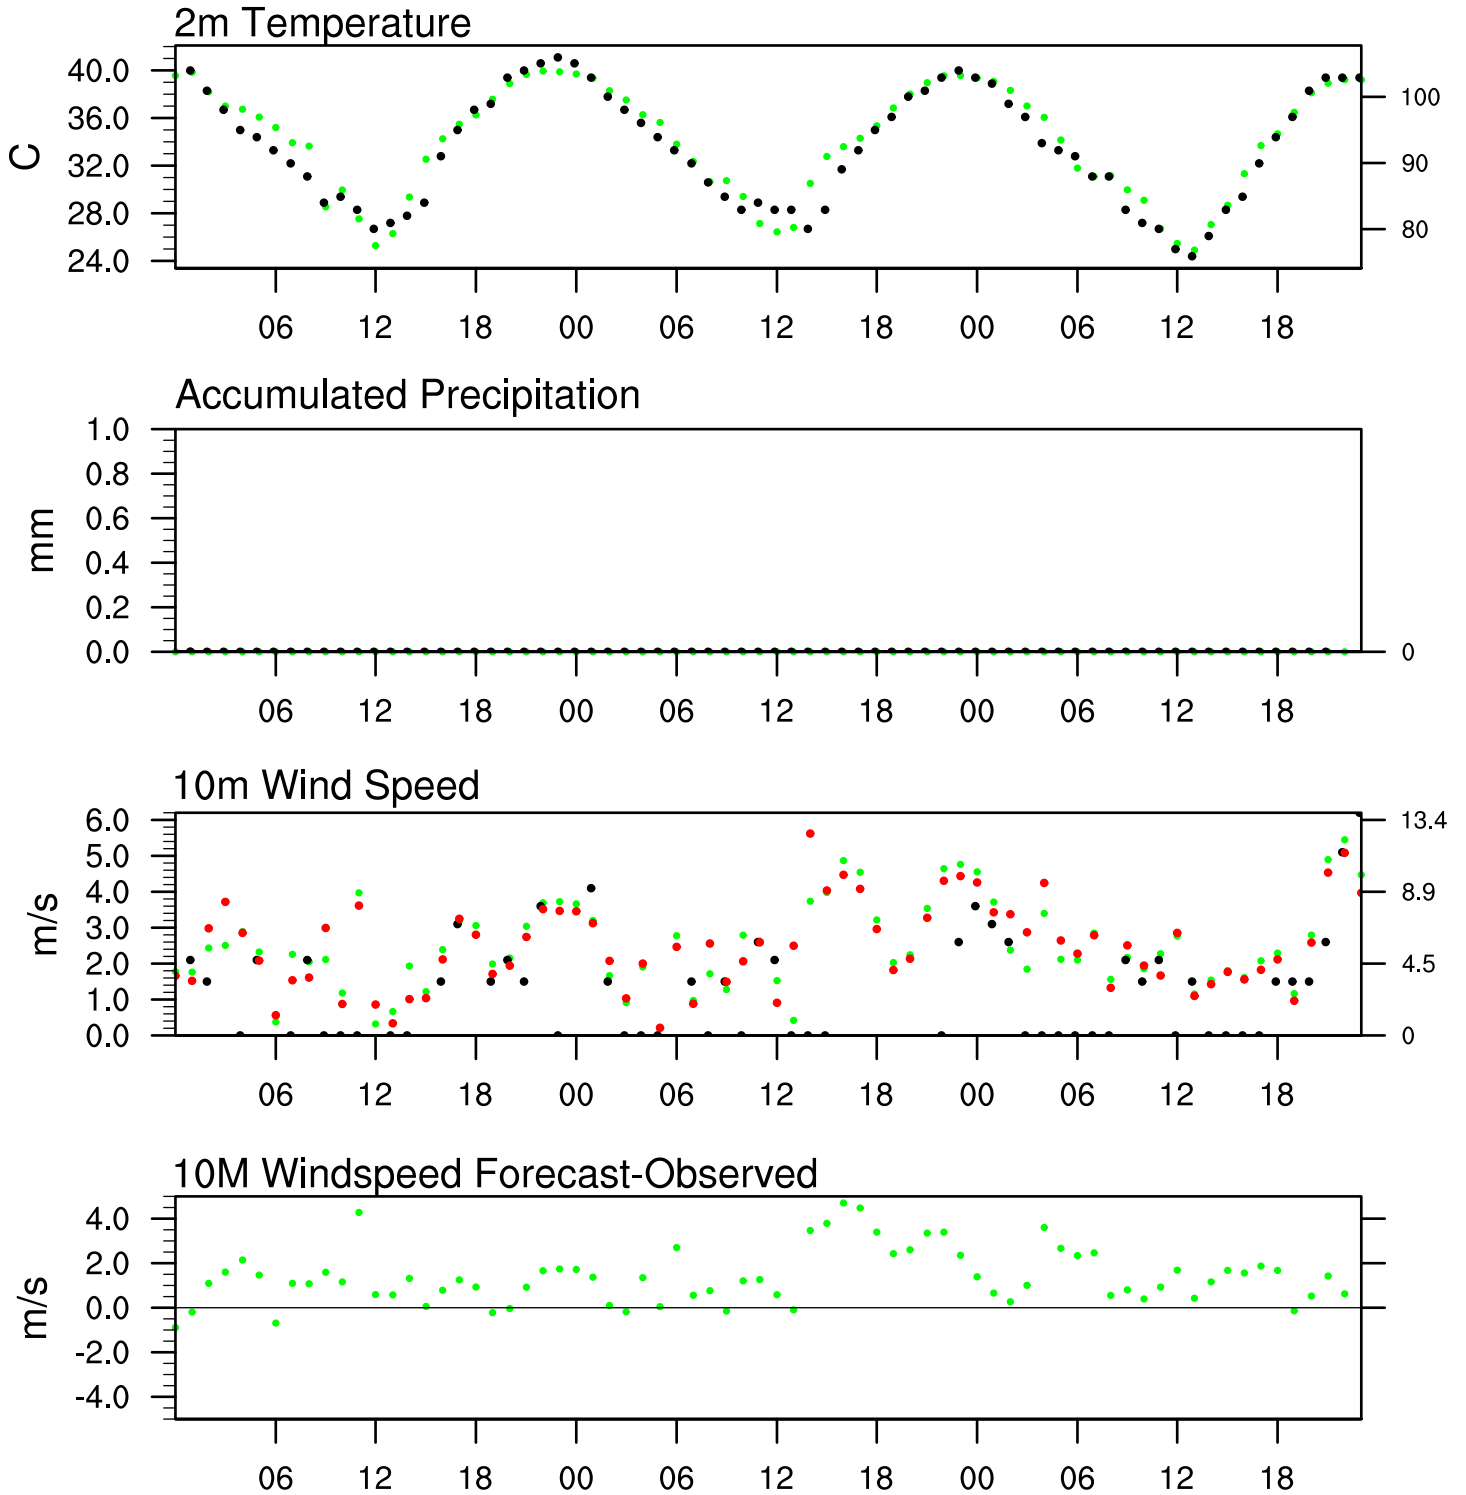 2m Temperature
40.0
36.0
32.0
28.0
24.0
C
100
90
80
06 12 18 00 06 12 18 00 06 12 18
Accumulated Precipitation
1.0
0.8
0.6
0.4
0.2
0.0
mm
0
06 12 18 00 06 12 18 00 06 12 18
10m Wind Speed
6.0
5.0
4.0
3.0
2.0
1.0
0.0
m/s
13.4
8.9
4.5
0
06 12 18 00 06 12 18 00 06 12 18
10M Windspeed Forecast-Observed
4.0
2.0
0.0
-2.0
-4.0
m/s
06 12 18 00 06 12 18 00 06 12 18